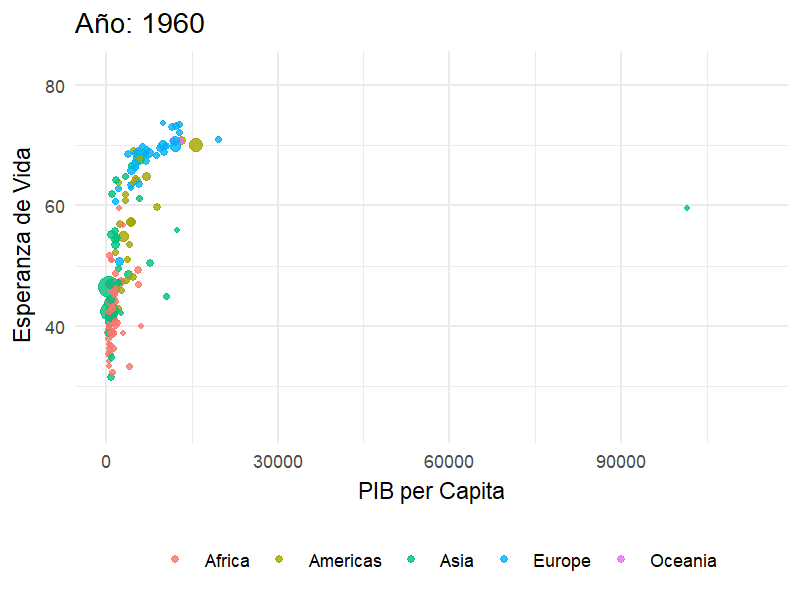 Año: 1960
Esperanza de Vida
80
60
40
0 30000 60000 90000
PIB per Capita
Africa Americas Asia Europe Oceania